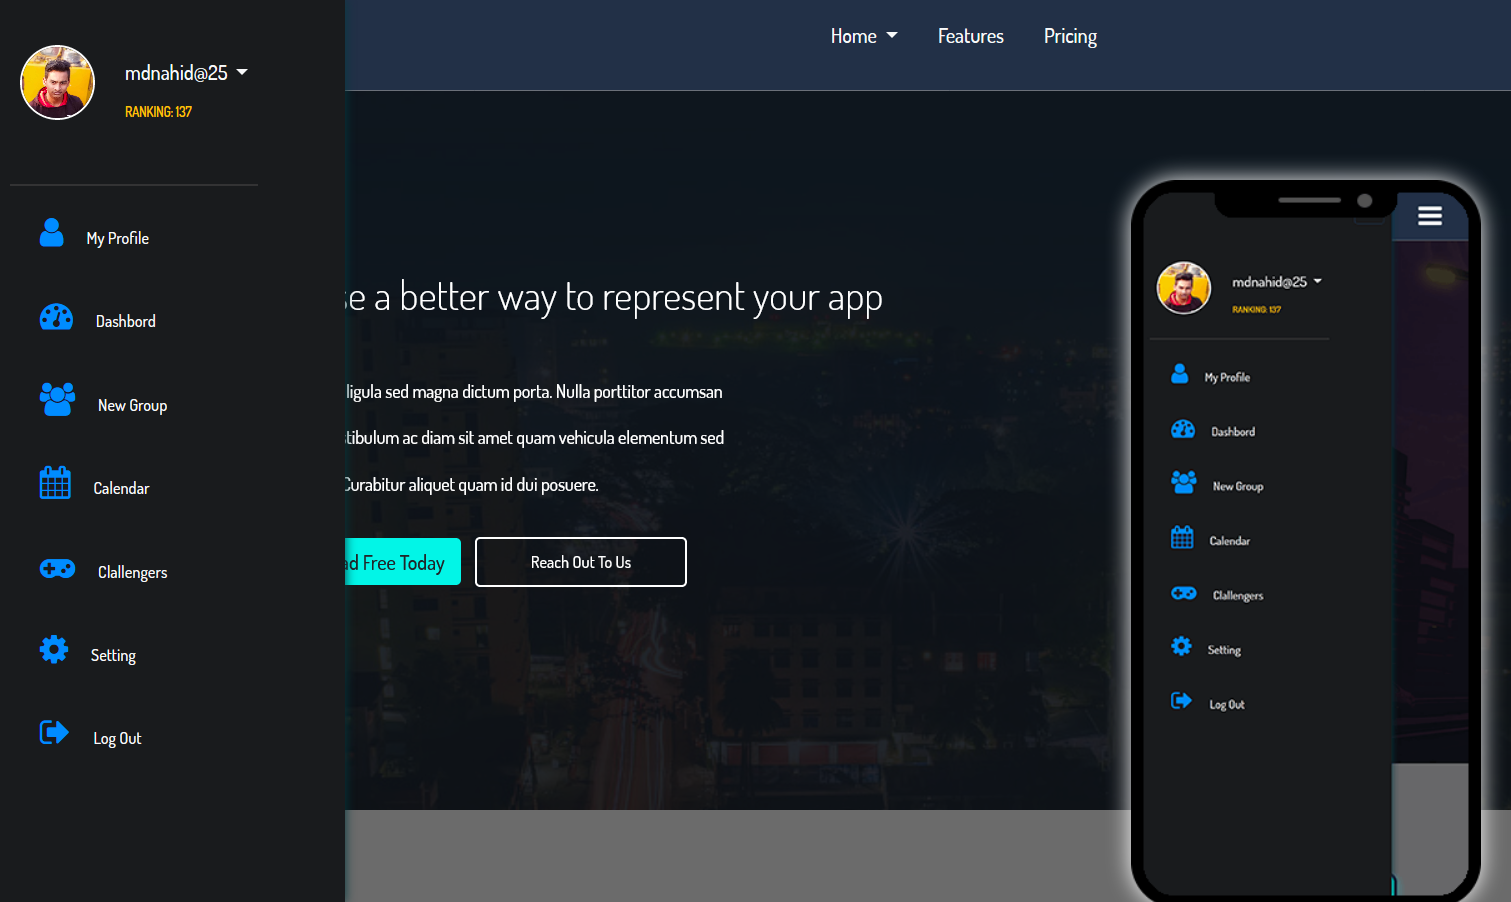 mdnahid@25
RANKING: 137
My Profile
Dashbord
New Group
Calendar
Clallengers
Setting
Log Out
Home
Features
Pricing
a better way to represent your app
ligula sed magna dictum porta. Nulla porttitor accumsan
ac diam sit amet quam vehicula elementum sed
Curabitur aliquet quam id dui posuere.
Free Today
Reach Out To Us
mdnahid@25
RANKING: 137
My Profile
Dashbord
New Group
Calendar
Clallengers
Setting
Log Out